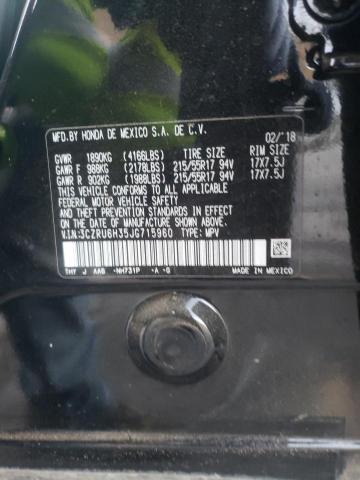 MFD.BY HONDA DE MEXICO S.A. DE C.V.
02/'18
GVWR 1890KG (4166LBS) TIRE SIZE RIM SIZE
GAWR F 988KG (2178LBS) 215/55R17 94V 17X7.5J
GAWR R 902KG (1988LBS) 215/55R17 94V 17X7.5J
THIS VEHICLE CONFORMS TO ALL APPLICABLE
FEDERAL MOTOR VEHICLE SAFETY
STANDARDS IN EFFECT ON THE DATE
OF MANUFACTURE SHOWN ABOVE.
V.I.N:3CZRU6H35JG715960 TYPE: MPV
THY J AAB -NH731P -A -G MADE IN MEXICO